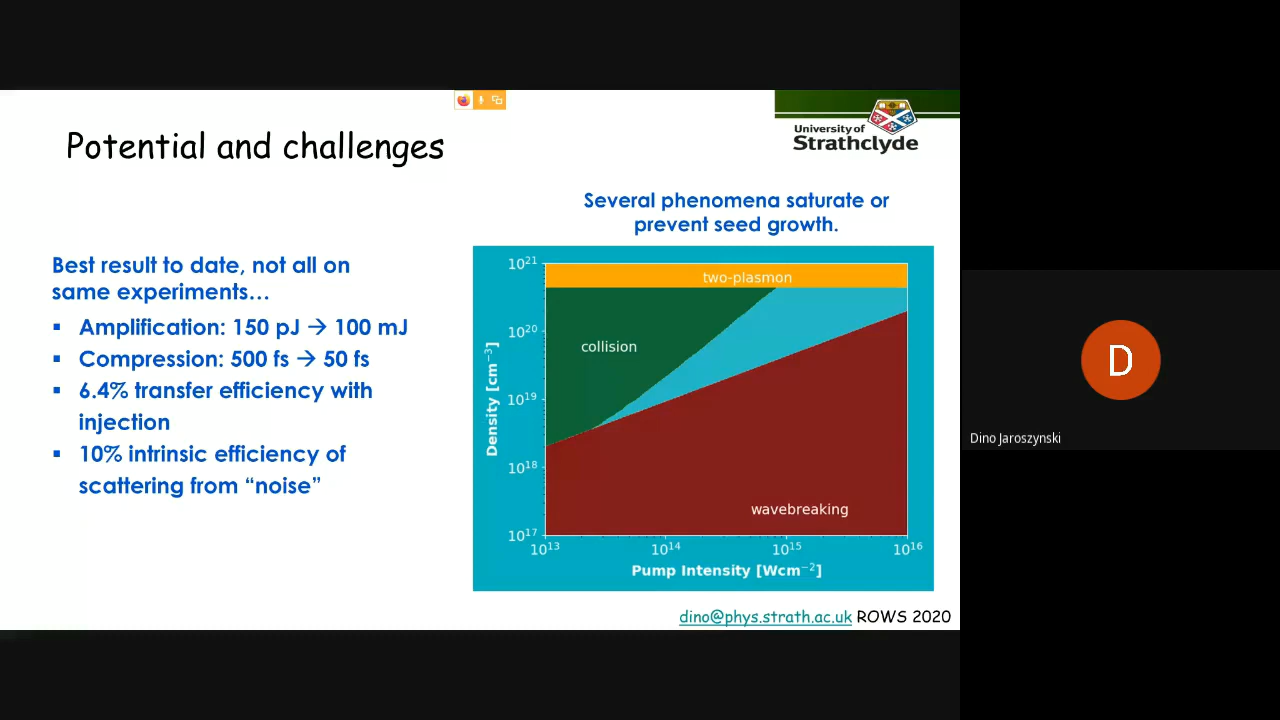 University of
Strathclyde
Potential and challenges
Several phenomena saturate or
prevent seed growth.
Best result to date, not all on
same experiments…
▪ Amplification: 150 pJ → 100 mJ
▪ Compression: 500 fs → 50 fs
▪ 6.4% transfer efficiency with
injection
▪ 10% intrinsic efficiency of
scattering from “noise”
10²¹
10²⁰
10¹⁹
10¹⁸
10¹⁷
Density [cm⁻³]
two-plasmon
collision
wavebreaking
10¹³ 10¹⁴ 10¹⁵ 10¹⁶
Pump Intensity [Wcm⁻²]
dino@phys.strath.ac.uk ROWS 2020
D
Dino Jaroszynski